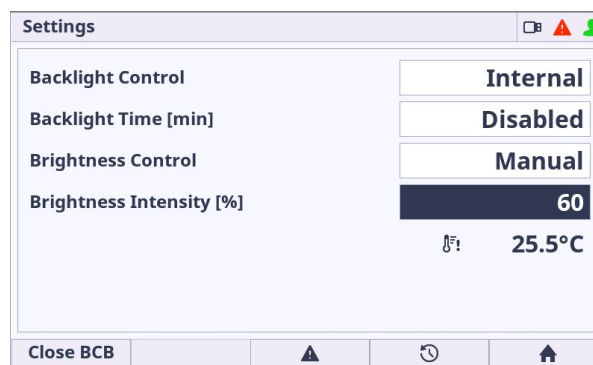 Settings
Backlight Control Internal
Backlight Time [min] Disabled
Brightness Control Manual
Brightness Intensity [%] 60
25.5°C
Close BCB